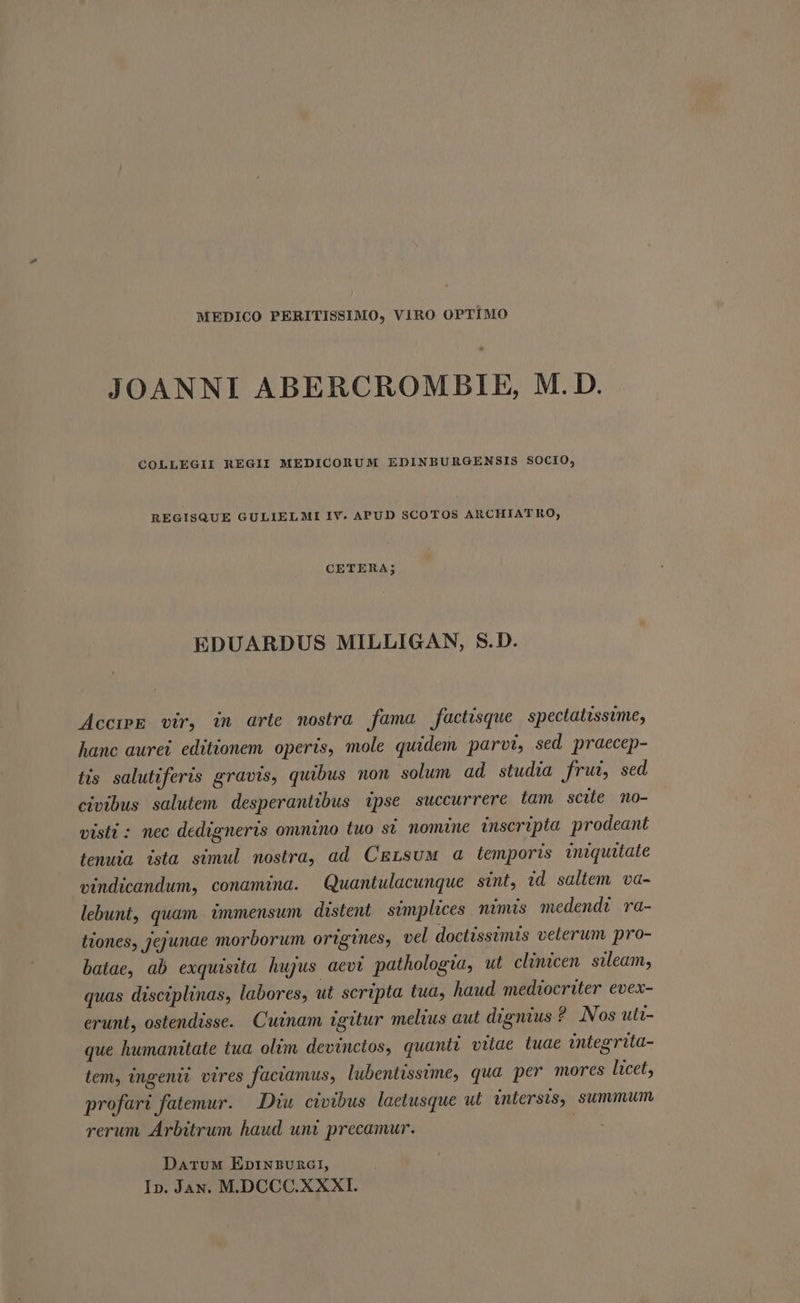 MEDICO PERITISSIMO, VIRO OPTIMO
JOANNI ABERCROMBIE, M.D.
COLLEGII REGII MEDICORUM EDINBURGENSIS SOCIO,
REGISQUE GULIELMI IV. APUD SCOTOS ARCHIATRO,
CETERA;
EDUARDUS MILLIGAN, S.D.
Accipe vir, in arte nostra fama factisque spectatissime,
hanc aurei editionem operis, mole quidem parvi, sed praecep-
tis salutiferis gravis, quibus non solum ad studia frui, sed
civibus salutem desperantibus ipse succurrere tam scite no-
visti: nec dedigneris omnino tuo si nomine inscripta prodeant
tenuia ista simul nostra, ad Celsum a temporis iniquitate
vindicandum, conamina. Quantulacunque sint, id saltem va-
lebunt, quam immensum distent simplices nimis medendi ra-
tiones, jejunae morborum origines, vel doctissimis veterum pro-
batae, ab exquisita hujus aevi pathologia, ut clinicen sileam,
quas disciplinas, labores, ut scripta tua, haud mediocriter evex-
erunt, ostendisse. Cuinam igitur melius aut dignius? Nos uti-
que humanitate tua olim devinctos, quanti vitae tuae integrita-
tem, ingenii vires faciamus, lubentissime, qua per mores licet,
profari fatemur. Diu civibus laetusque ut intersis, summum
rerum Arbitrum haud uni precamur.
Datum Edinburgi,
Id. Jan. M.DCCC.XXXI.